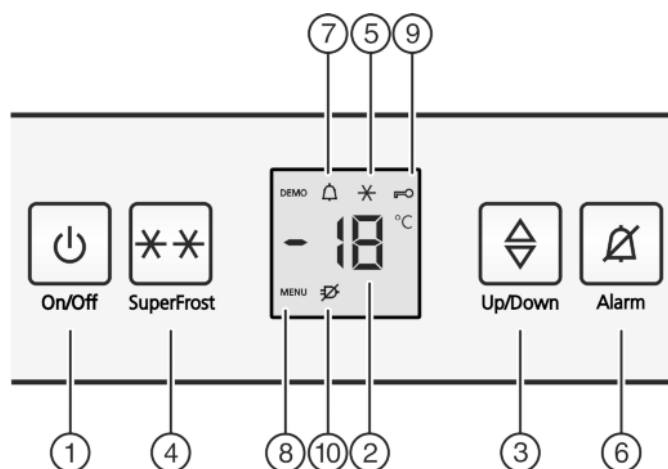 7 5 9
DEMO
-18 °C
MENU
On/Off SuperFrost Up/Down Alarm
1 4 8 10 2 3 6